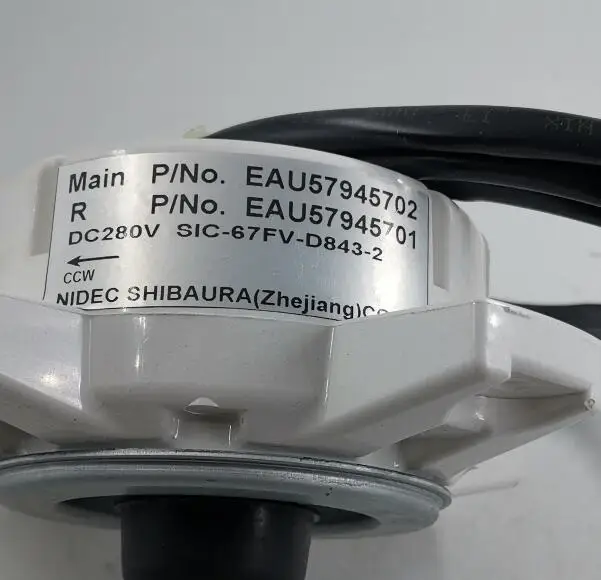 Main P/No. EAU57945702
R P/No. EAU57945701
DC280V SIC-67FV-D843-2
CCW
NIDEC SHIBAURA(Zhejiang)